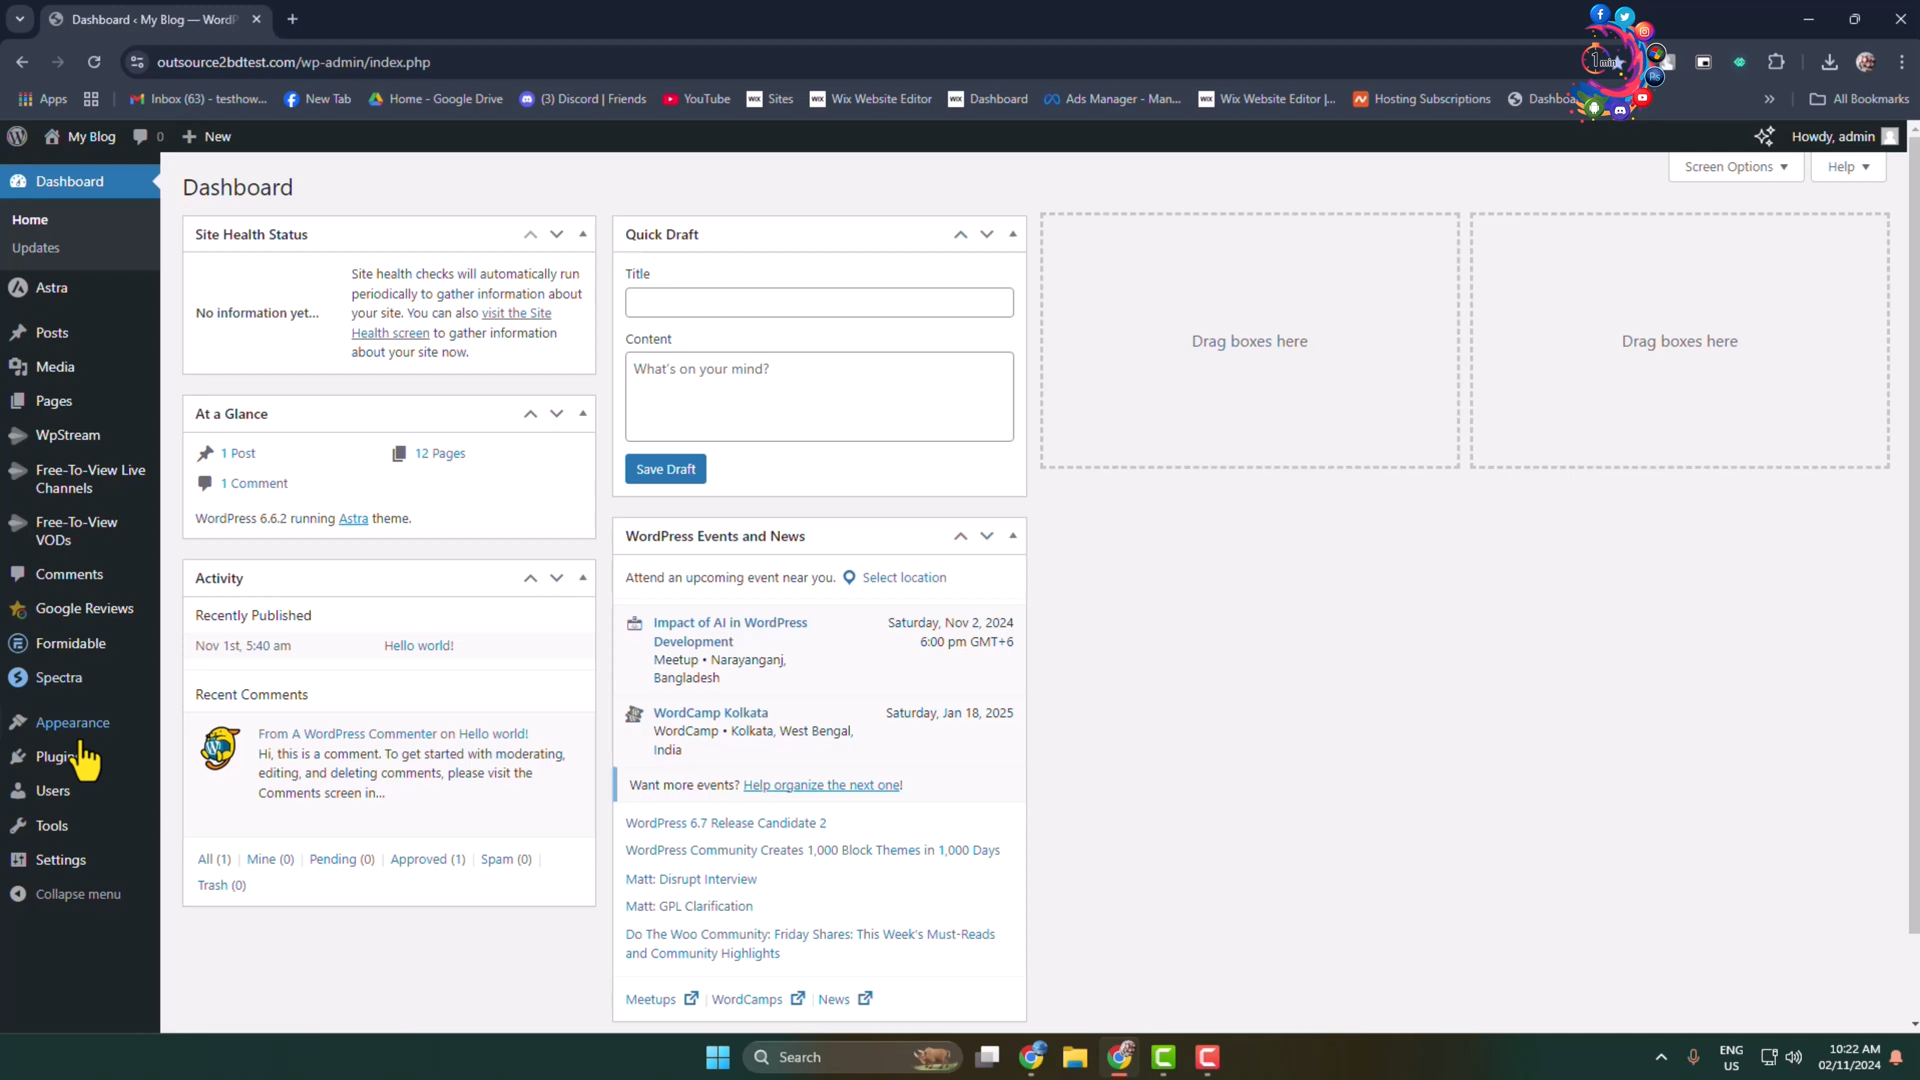 Dashboard ‹ My Blog — WordP
outsource2bdtest.com/wp-admin/index.php
Apps
Inbox (63) - testhow...
New Tab
Home - Google Drive
(3) Discord | Friends
YouTube
Sites
Wix Website Editor
Dashboard
Ads Manager - Man...
Wix Website Editor |...
Hosting Subscriptions
All Bookmarks
1 min
My Blog
0
New
Howdy, admin
Screen Options
Help
Dashboard
Home
Updates
Astra
Posts
Media
Pages
WpStream
Free-To-View Live
Channels
Free-To-View
VODs
Comments
Google Reviews
Formidable
Spectra
Appearance
Users
Tools
Settings
Collapse menu
Dashboard
Site Health Status
No information yet...
Site health checks will automatically run
periodically to gather information about
your site. You can also visit the Site
Health screen to gather information
about your site now.
At a Glance
1 Post
12 Pages
1 Comment
WordPress 6.6.2 running Astra theme.
Activity
Recently Published
Nov 1st, 5:40 am
Hello world!
Recent Comments
From A WordPress Commenter on Hello world!
Hi, this is a comment. To get started with moderating,
editing, and deleting comments, please visit the
Comments screen in...
All (1) | Mine (0) | Pending (0) | Approved (1) | Spam (0) |
Trash (0)
Quick Draft
Title
Content
What's on your mind?
Save Draft
WordPress Events and News
Attend an upcoming event near you. Select location
Impact of AI in WordPress
Development
Meetup • Narayanganj,
Bangladesh
Saturday, Nov 2, 2024
6:00 pm GMT+6
WordCamp Kolkata
WordCamp • Kolkata, West Bengal,
India
Saturday, Jan 18, 2025
Want more events? Help organize the next one!
WordPress 6.7 Release Candidate 2
WordPress Community Creates 1,000 Block Themes in 1,000 Days
Matt: Disrupt Interview
Matt: GPL Clarification
Do The Woo Community: Friday Shares: This Week's Must-Reads
and Community Highlights
Meetups | WordCamps | News
Drag boxes here
Drag boxes here
Search
ENG
US
10:22 AM
02/11/2024